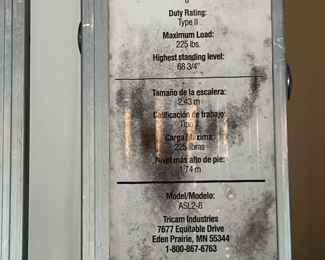 Duty Rating:
Type II
Maximum Load:
225 lbs.
Highest standing level:
68 3/4"
Tamaño de la escalera:
2,43 m
Calificación de trabajo:
Tipo
Carga Máxima:
225 libras
Nivel más alto de pie:
1,74 m
Model/Modelo:
ASL2-8
Tricam Industries
7677 Equitable Drive
Eden Prairie, MN 55344
1-800-867-6763